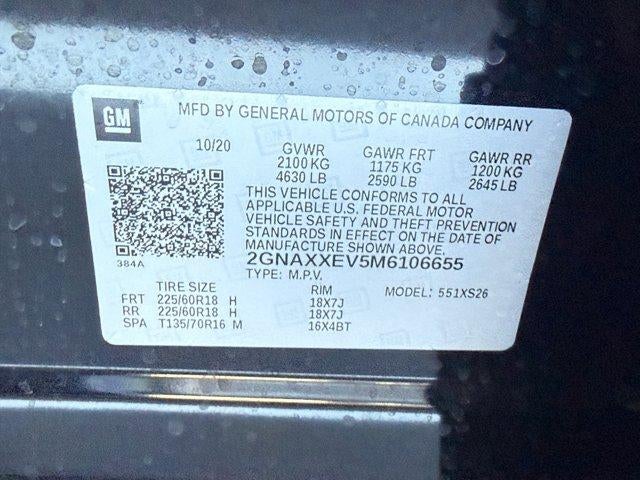 GM
MFD BY GENERAL MOTORS OF CANADA COMPANY
10/20 GVWR GAWR FRT GAWR RR
2100 KG 1175 KG 1200 KG
4630 LB 2590 LB 2645 LB
THIS VEHICLE CONFORMS TO ALL
APPLICABLE U.S. FEDERAL MOTOR
VEHICLE SAFETY AND THEFT PREVENTION
STANDARDS IN EFFECT ON THE DATE OF
MANUFACTURE SHOWN ABOVE.
384A 2GNAXXEV5M6106655
TYPE: M.P.V.
TIRE SIZE RIM MODEL: 551XS26
FRT 225/60R18 H 18X7J
RR 225/60R18 H 18X7J
SPA T135/70R16 M 16X4BT